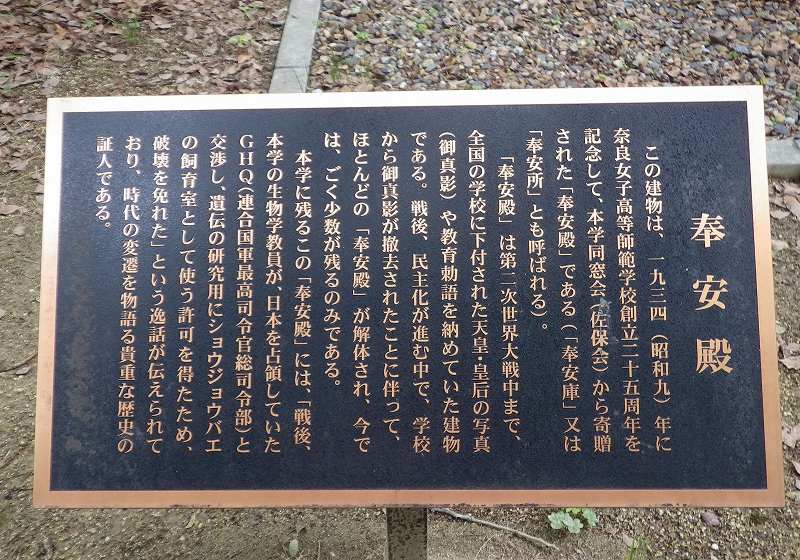 奉安殿
この建物は、一九三四（昭和九）年に
奈良女子高等師範学校創立二十五周年を
記念して、本学同窓会（佐保会）から寄贈
された「奉安殿」である（「奉安庫」又は
「奉安所」とも呼ばれる）。
「奉安殿」は第二次世界大戦中まで、
全国の学校に下付された天皇・皇后の写真
（御真影）や教育勅語を納めていた建物
である。戦後、民主化が進む中で、学校
から御真影が撤去されたことに伴って、
ほとんどの「奉安殿」が解体され、今で
は、ごく少数が残るのみである。
本学に残るこの「奉安殿」には、「戦後、
本学の生物学教員が、日本を占領していた
GHQ（連合国軍最高司令官総司令部）と
交渉し、遺伝の研究用にショウジョウバエ
の飼育室として使う許可を得たため、
破壊を免れた」という逸話が伝えられて
おり、時代の変遷を物語る貴重な歴史の
証人である。